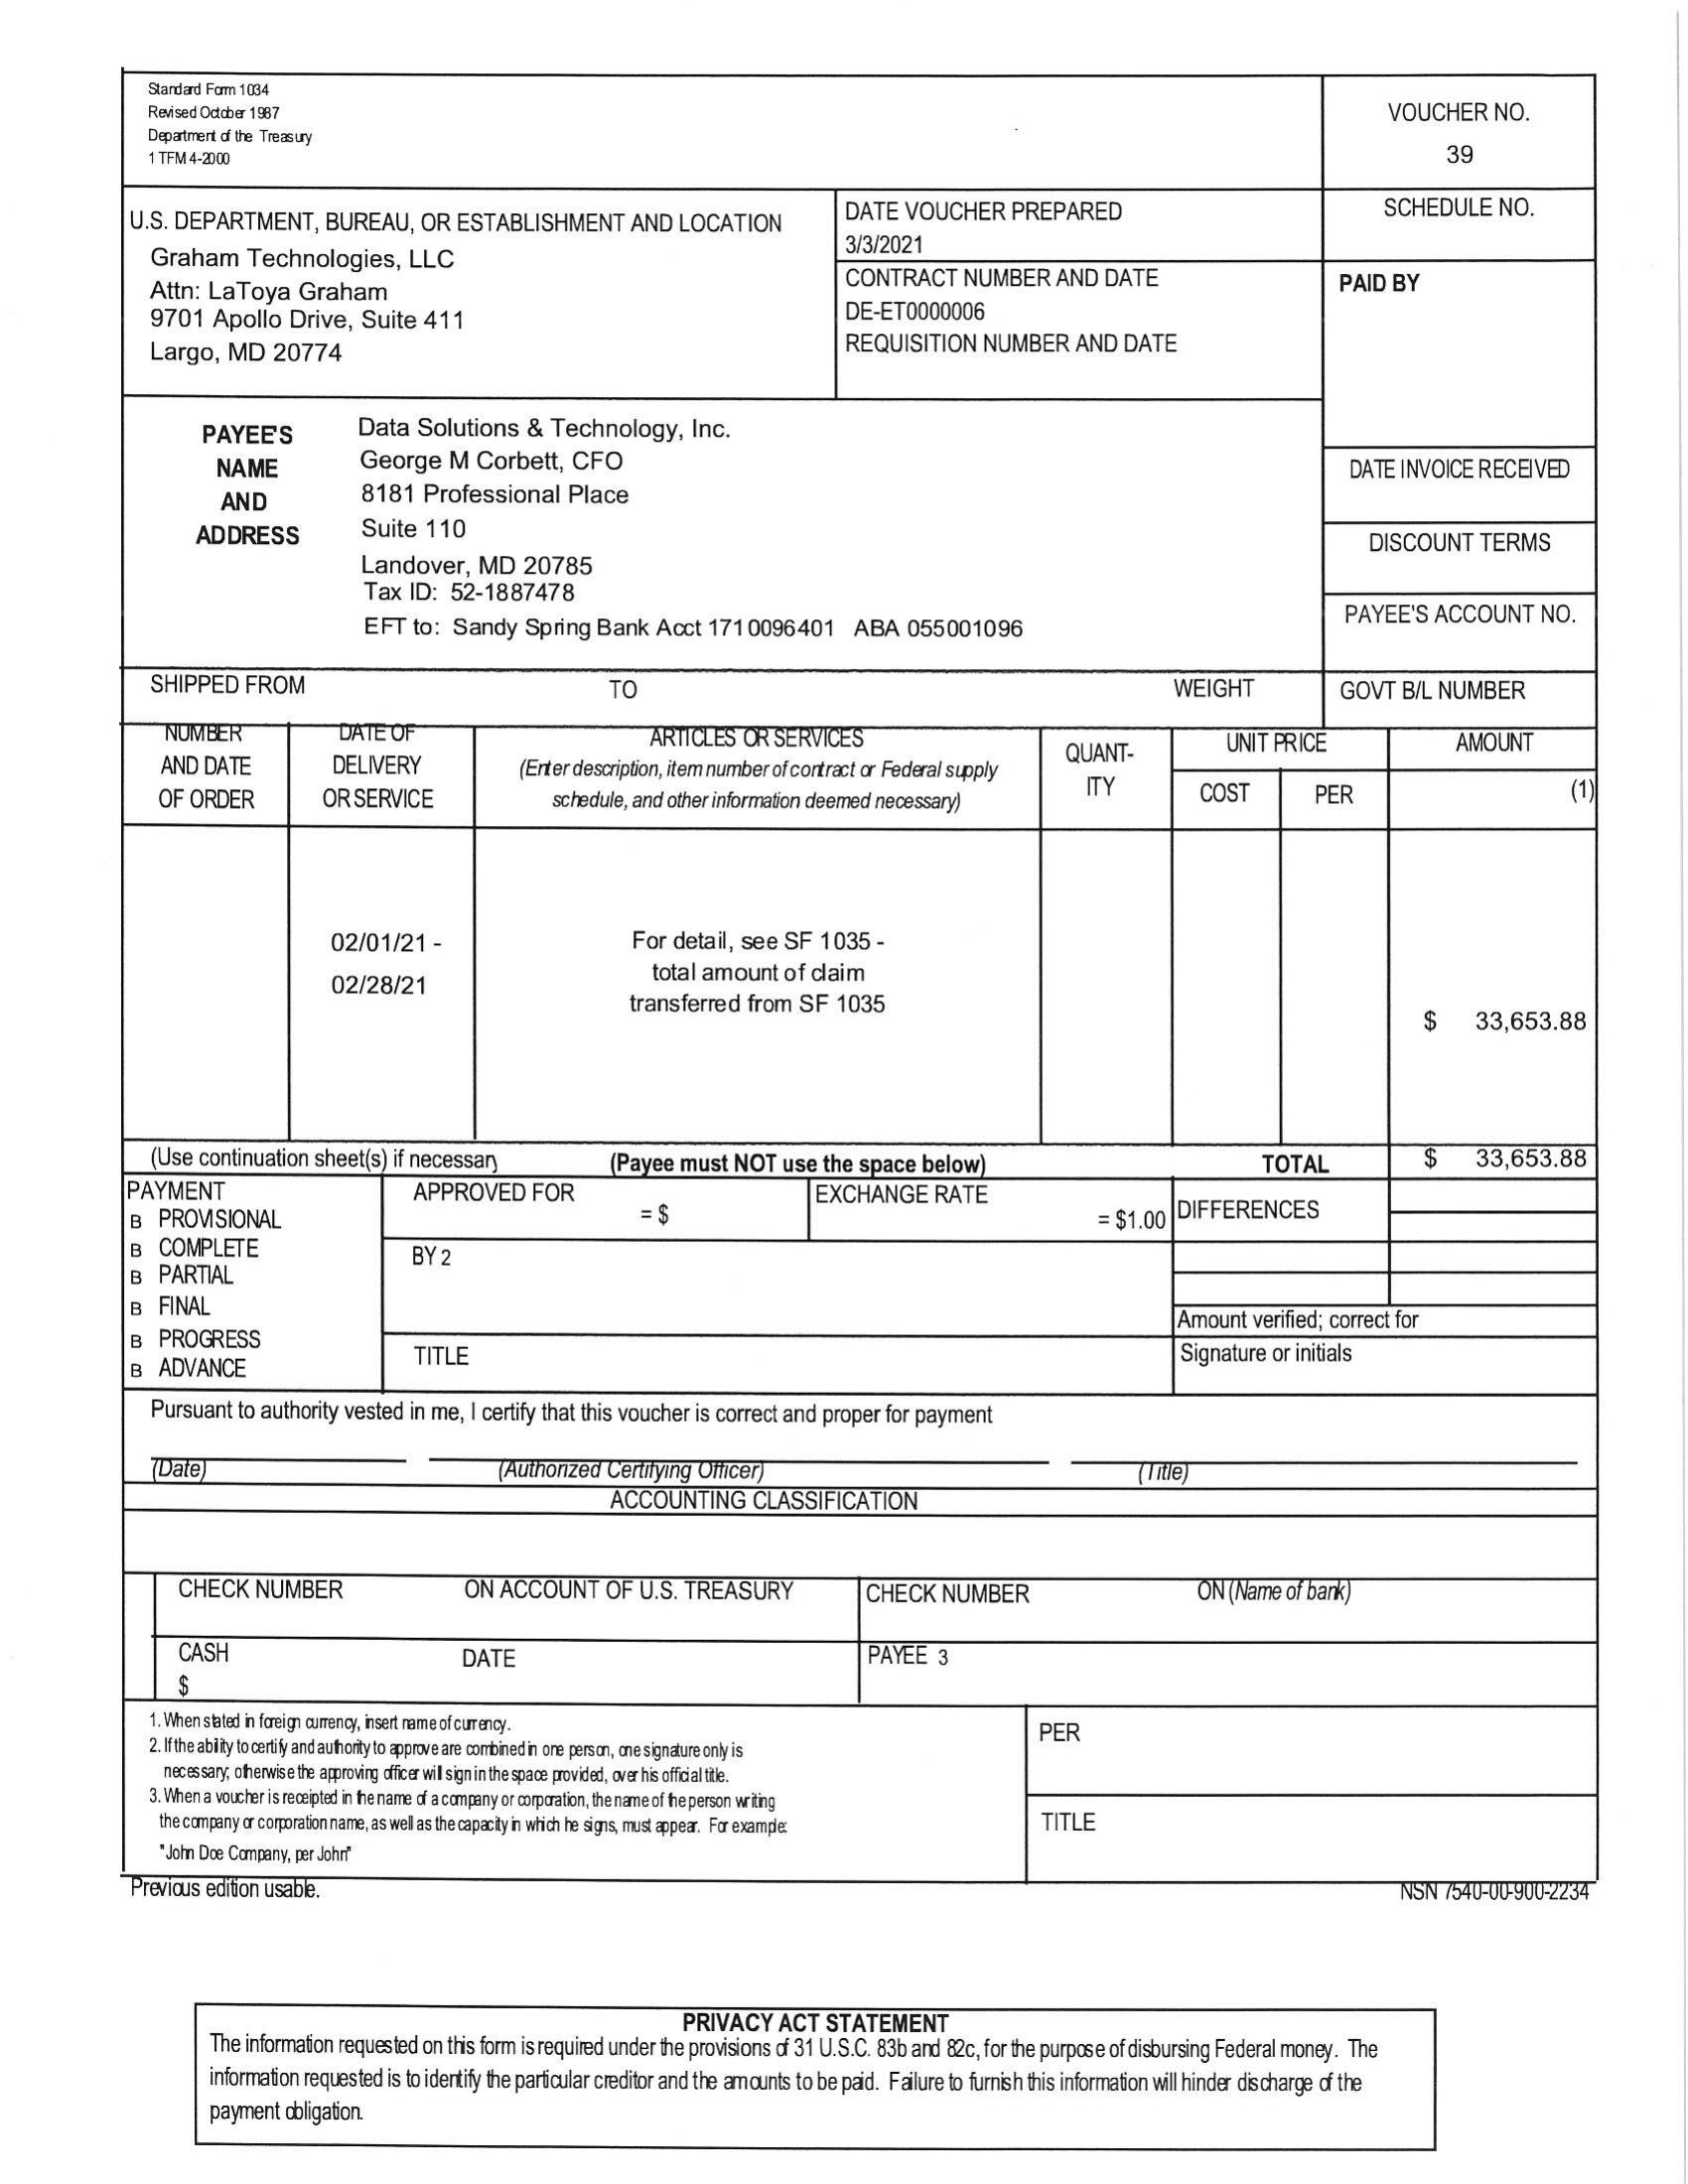 Standard Form 1034
Revised October 1987
Department of the Treasury
1 TFM 4-2000
VOUCHER NO.
39
U.S. DEPARTMENT, BUREAU, OR ESTABLISHMENT AND LOCATION
Graham Technologies, LLC
Attn: LaToya Graham
9701 Apollo Drive, Suite 411
Largo, MD 20774
DATE VOUCHER PREPARED
3/3/2021
CONTRACT NUMBER AND DATE
DE-ET0000006
REQUISITION NUMBER AND DATE
SCHEDULE NO.
PAID BY
PAYEE'S
NAME
AND
ADDRESS
Data Solutions & Technology, Inc.
George M Corbett, CFO
8181 Professional Place
Suite 110
Landover, MD 20785
Tax ID: 52-1887478
EFT to: Sandy Spring Bank Acct 1710096401 ABA 055001096
DATE INVOICE RECEIVED
DISCOUNT TERMS
PAYEE'S ACCOUNT NO.
SHIPPED FROM TO WEIGHT GOVT B/L NUMBER
NUMBER
AND DATE
OF ORDER
DATE OF
DELIVERY
OR SERVICE
ARTICLES OR SERVICES
(Enter description, item number of contract or Federal supply
schedule, and other information deemed necessary)
QUANT-
ITY
UNIT PRICE
COST PER
AMOUNT
(1)
02/01/21 -
02/28/21
For detail, see SF 1035 -
total amount of claim
transferred from SF 1035
$ 33,653.88
(Use continuation sheet(s) if necessary (Payee must NOT use the space below) TOTAL $ 33,653.88
PAYMENT
B PROVISIONAL
B COMPLETE
B PARTIAL
B FINAL
B PROGRESS
B ADVANCE
APPROVED FOR
= $
EXCHANGE RATE
= $1.00
DIFFERENCES
BY 2
TITLE
Amount verified; correct for
Signature or initials
Pursuant to authority vested in me, I certify that this voucher is correct and proper for payment
(Date) (Authorized Certifying Officer) (Title)
ACCOUNTING CLASSIFICATION
CHECK NUMBER ON ACCOUNT OF U.S. TREASURY CHECK NUMBER ON (Name of bank)
CASH DATE PAYEE 3
$
1. When stated in foreign currency, insert name of currency.
2. If the ability to certify and authority to approve are combined in one person, one signature only is
necessary; otherwise the approving officer will sign in the space provided, over his official title.
3. When a voucher is receipted in the name of a company or corporation, the name of the person writing
the company or corporation name, as well as the capacity in which he signs, must appear. For example:
"John Doe Company, per John"
PER
TITLE
Previous edition usable.
NSN 7540-00-900-2234
PRIVACY ACT STATEMENT
The information requested on this form is required under the provisions of 31 U.S.C. 83b and 82c, for the purpose of disbursing Federal money. The
information requested is to identify the particular creditor and the amounts to be paid. Failure to furnish this information will hinder discharge of the
payment obligation.